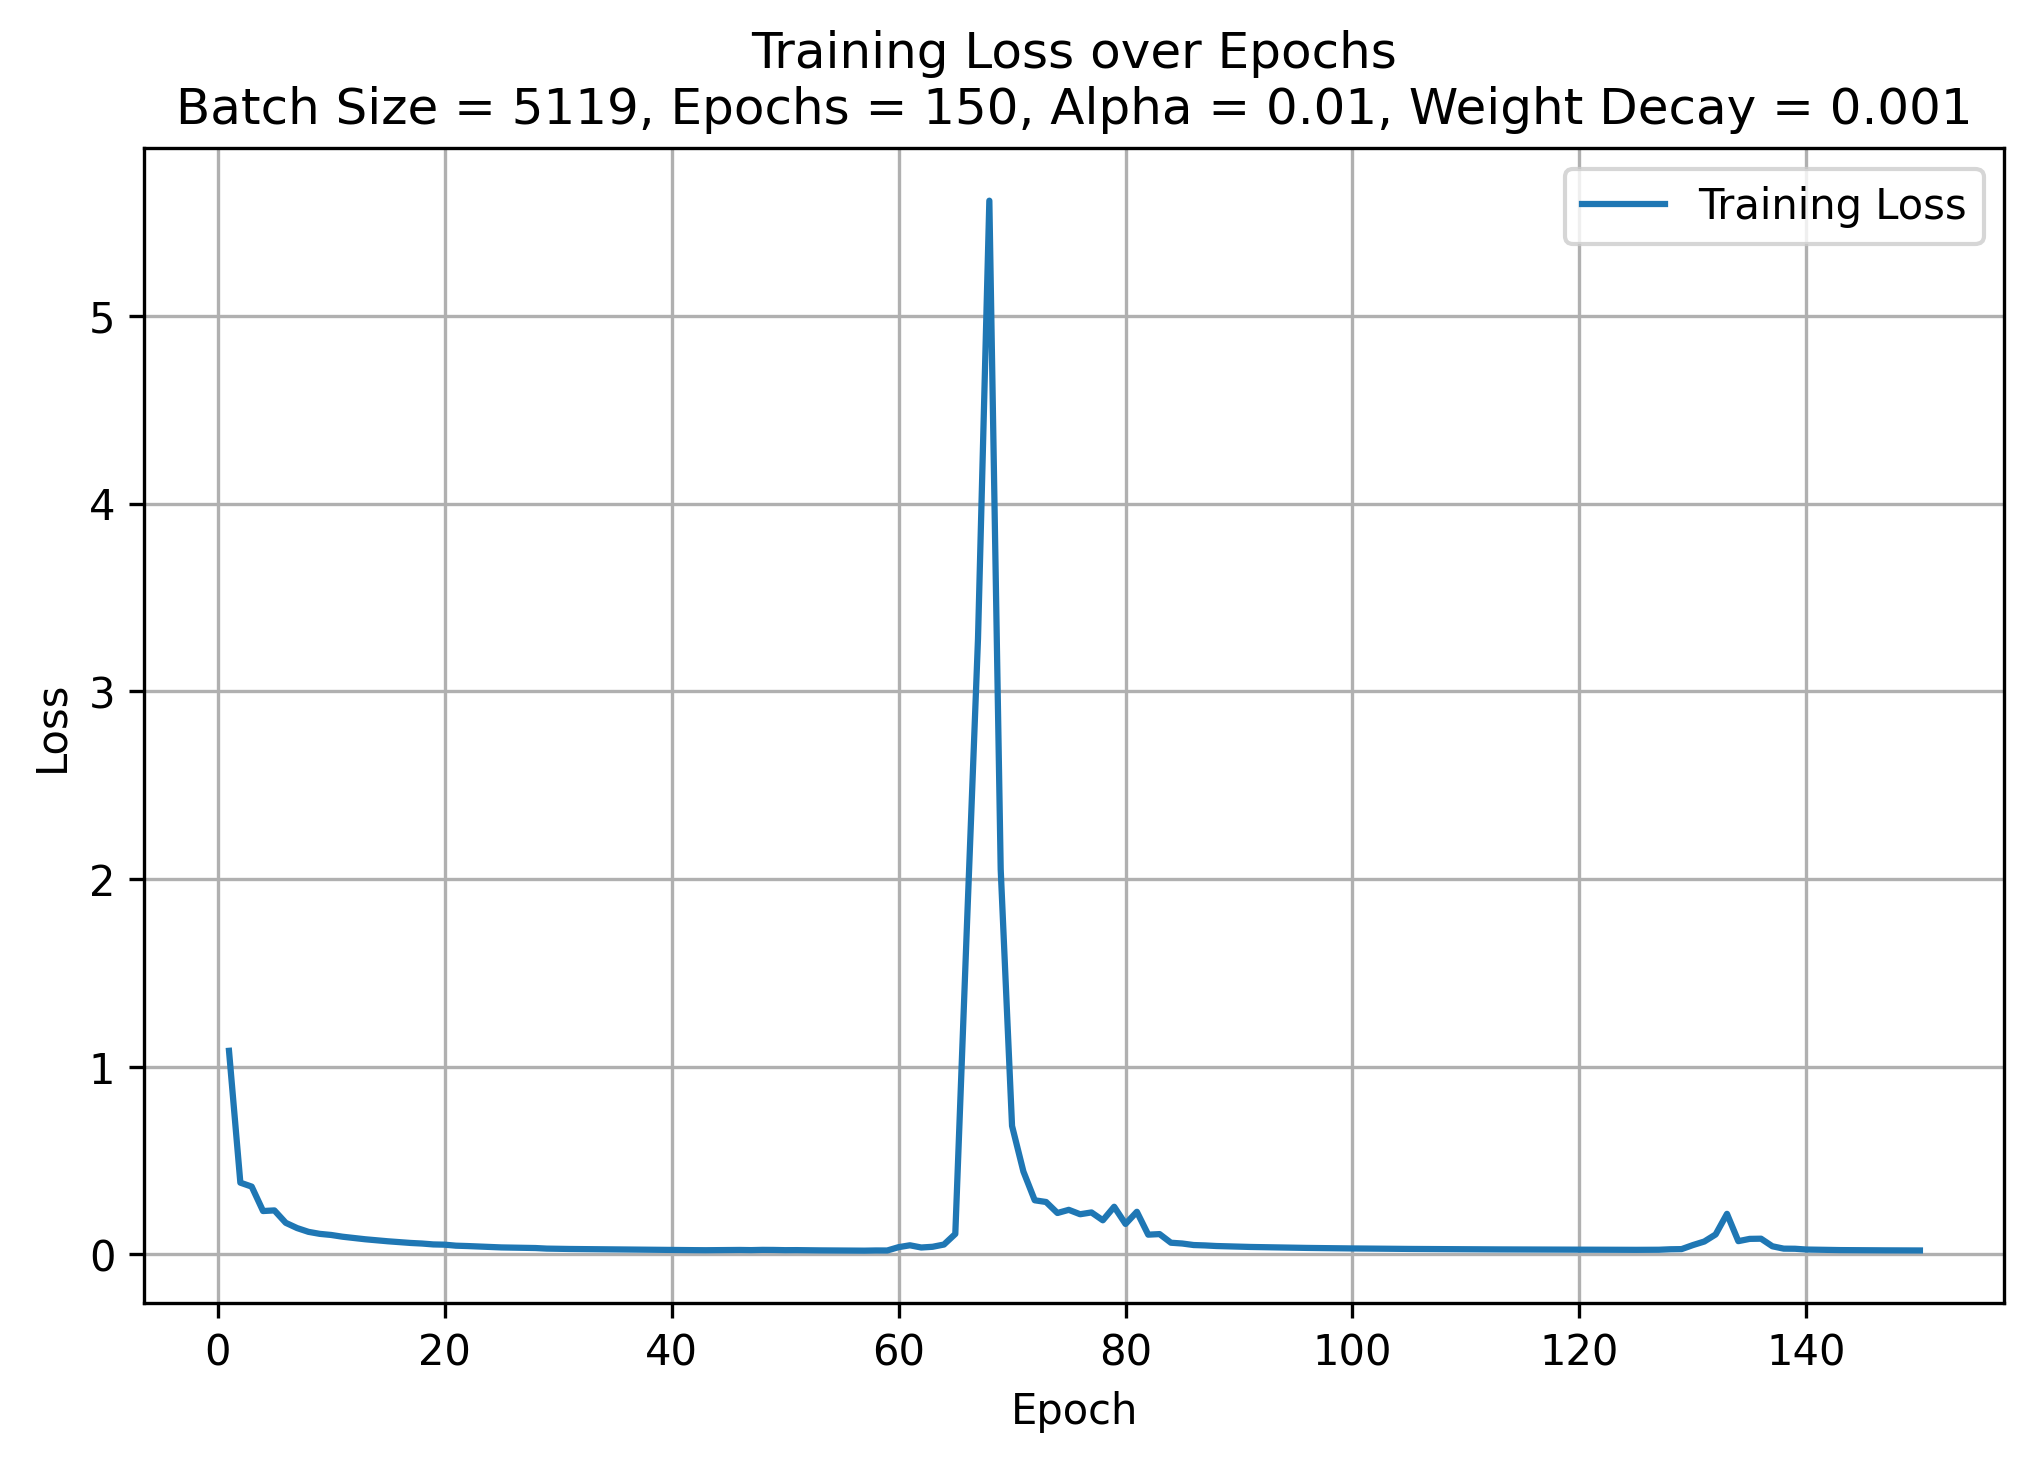 Training Loss over Epochs
Batch Size = 5119, Epochs = 150, Alpha = 0.01, Weight Decay = 0.001
Training Loss
5
4
3
2
1
0
Loss
0 20 40 60 80 100 120 140
Epoch